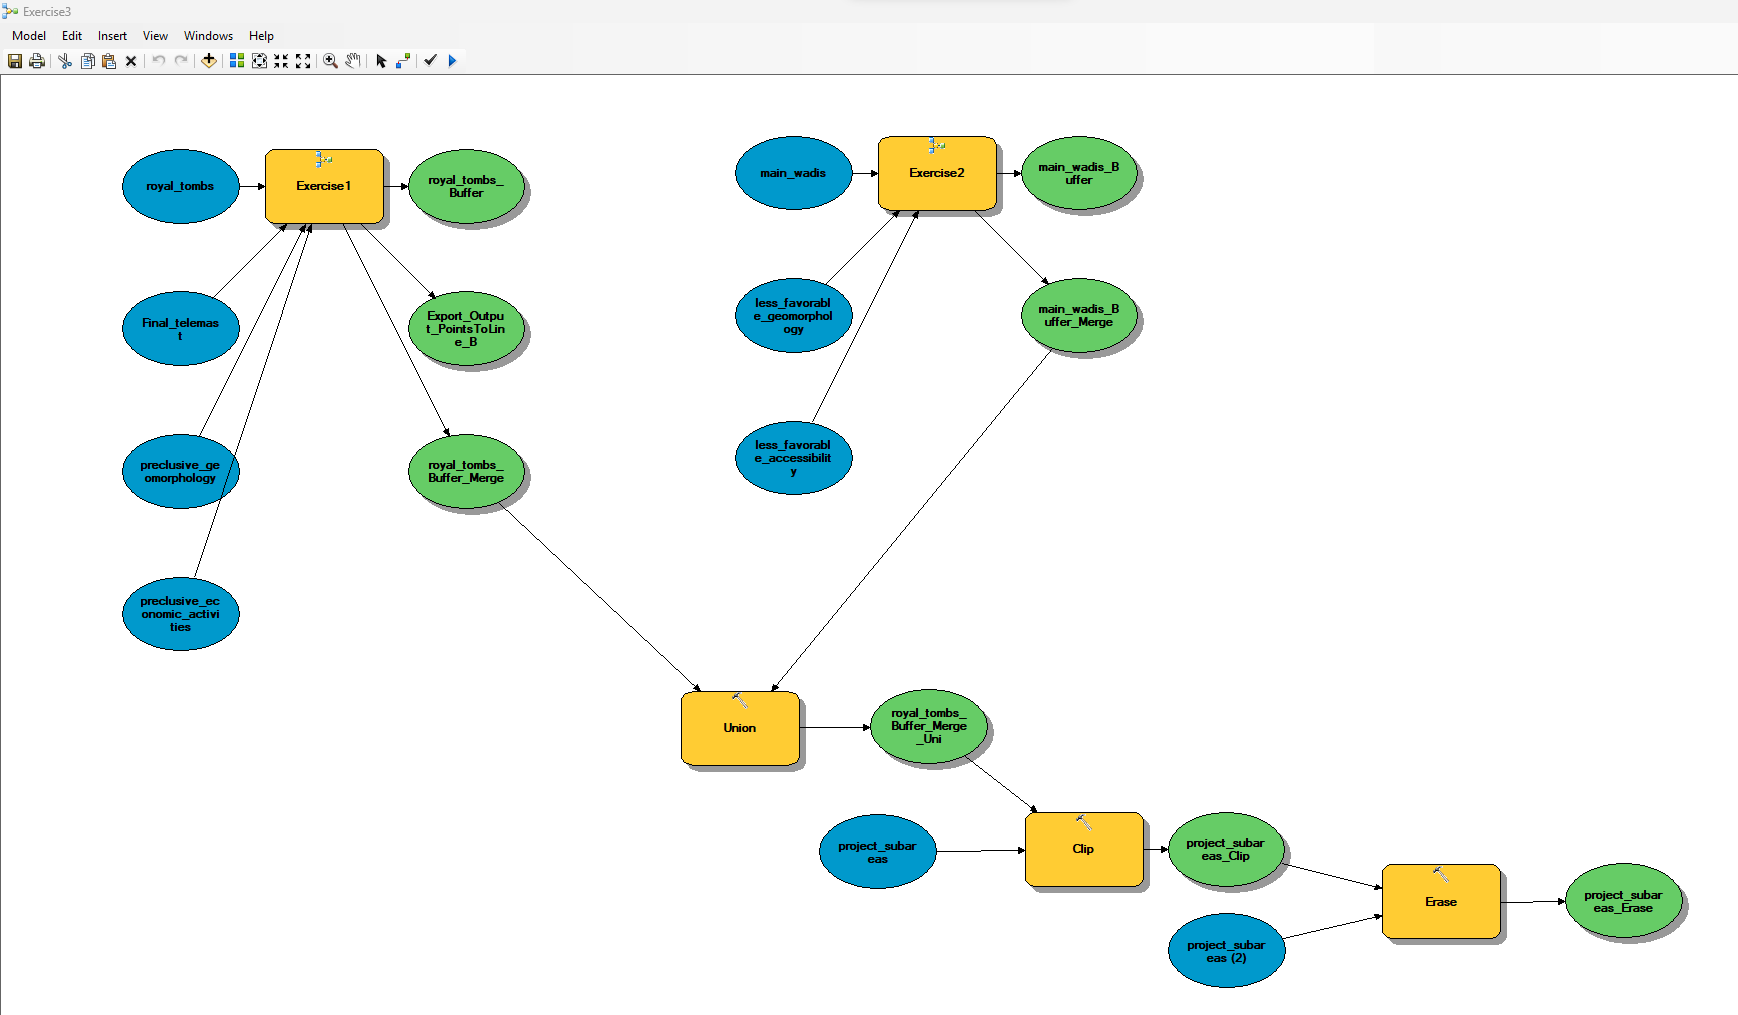 Exercise3
Model Edit Insert View Windows Help
royal_tombs
Exercise1
royal_tombs_
Buffer
Final_telemas
t
Export_Outpu
t_PointsToLin
e_B
preclusive_ge
omorphology
royal_tombs_
Buffer_Merge
preclusive_ec
onomic_activi
ties
main_wadis
Exercise2
main_wadis_B
uffer
less_favorabl
e_geomorphol
ogy
main_wadis_B
uffer_Merge
less_favorabl
e_accessibilit
y
Union
royal_tombs_
Buffer_Merge
_Uni
project_subar
eas
Clip
project_subar
eas_Clip
project_subar
eas (2)
Erase
project_subar
eas_Erase